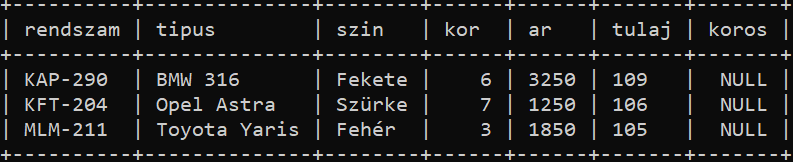 | rendszam | tipus        | szin   | kor  | ar   | tulaj | koros |
| KAP-290  | BMW 316      | Fekete |    6 | 3250 | 109   |  NULL |
| KFT-204  | Opel Astra   | Szürke |    7 | 1250 | 106   |  NULL |
| MLM-211  | Toyota Yaris | Fehér  |    3 | 1850 | 105   |  NULL |